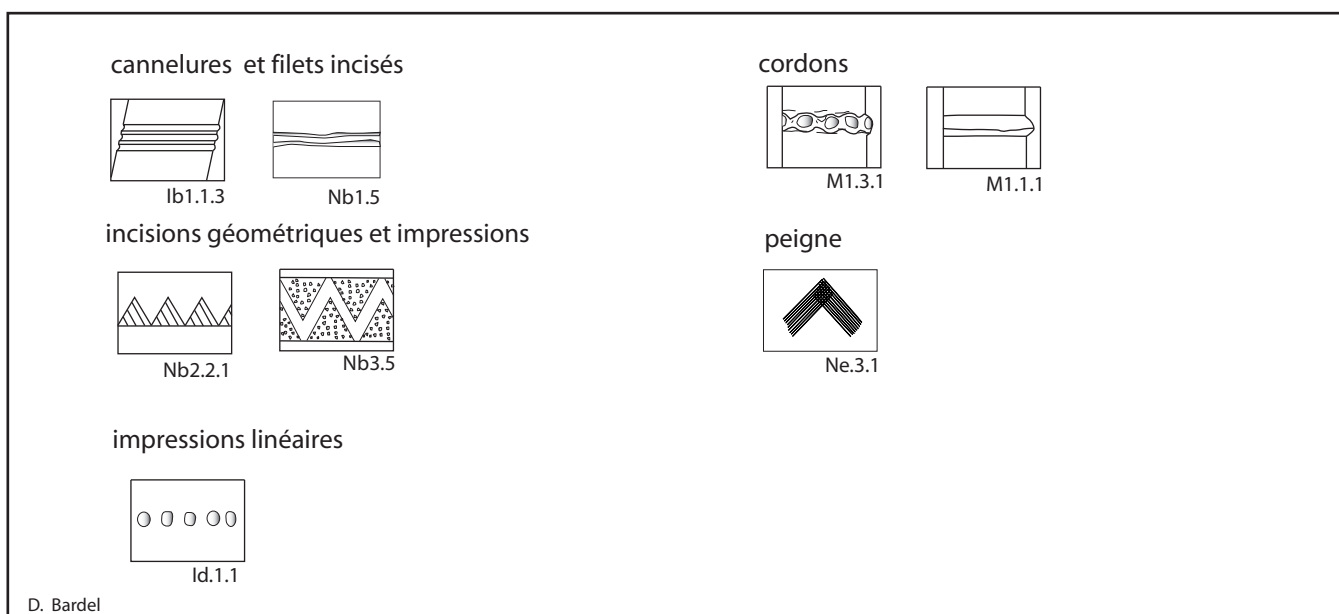 cannelures et filets incisés
Ib1.1.3
Nb1.5
incisions géométriques et impressions
Nb2.2.1
Nb3.5
impressions linéaires
Id.1.1
cordons
M1.3.1
M1.1.1
peigne
Ne.3.1
D. Bardel